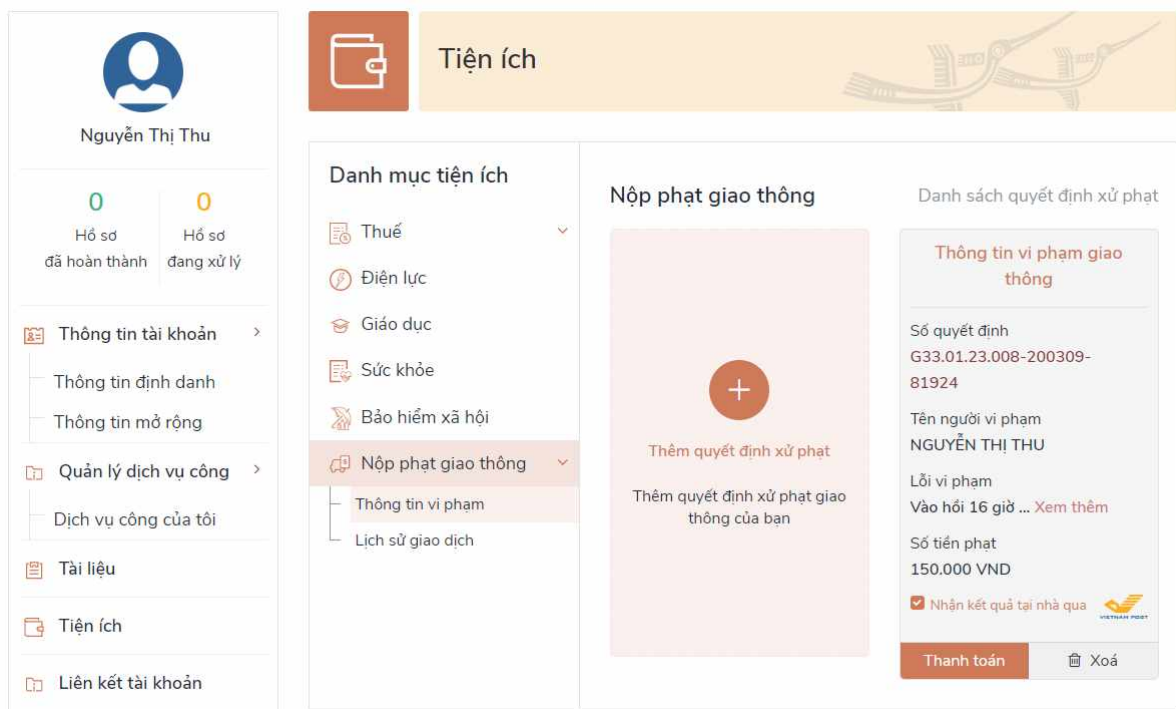 Nguyễn Thị Thu
0
Hồ sơ
đã hoàn thành
0
Hồ sơ
đang xử lý
Thông tin tài khoản
Thông tin định danh
Thông tin mở rộng
Quản lý dịch vụ công
Dịch vụ công của tôi
Tài liệu
Tiện ích
Liên kết tài khoản
Tiện ích
Danh mục tiện ích
Thuế
Điện lực
Giáo dục
Sức khỏe
Bảo hiểm xã hội
Nộp phạt giao thông
Thông tin vi phạm
Lịch sử giao dịch
Nộp phạt giao thông
Danh sách quyết định xử phạt
Thêm quyết định xử phạt
Thêm quyết định xử phạt giao
thông của bạn
Thông tin vi phạm giao
thông
Số quyết định
G33.01.23.008-200309-
81924
Tên người vi phạm
NGUYỄN THỊ THU
Lỗi vi phạm
Vào hồi 16 giờ ... Xem thêm
Số tiền phạt
150.000 VND
Nhận kết quả tại nhà qua
VIETNAM POST
Thanh toán
Xoá